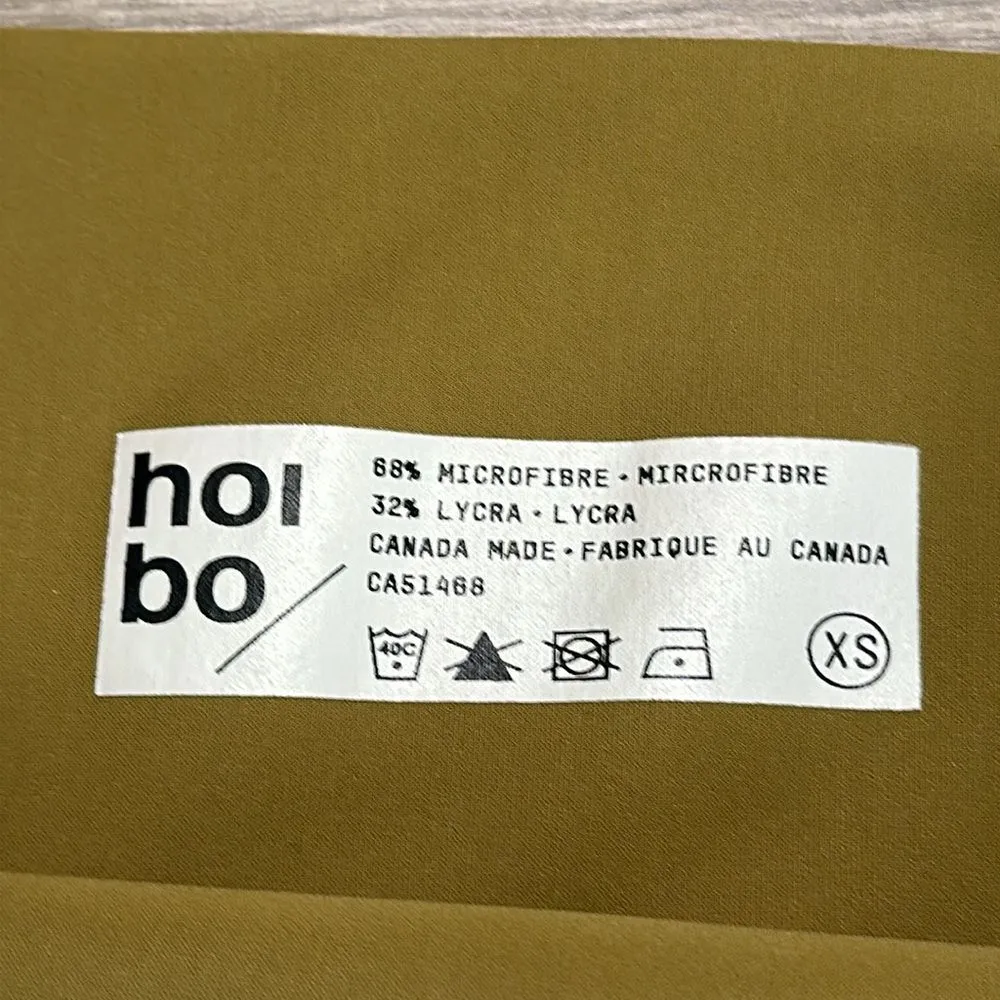 hoi
bo
68% MICROFIBRE · MIRCROFIBRE
32% LYCRA · LYCRA
CANADA MADE · FABRIQUE AU CANADA
CA51468
40C
XS